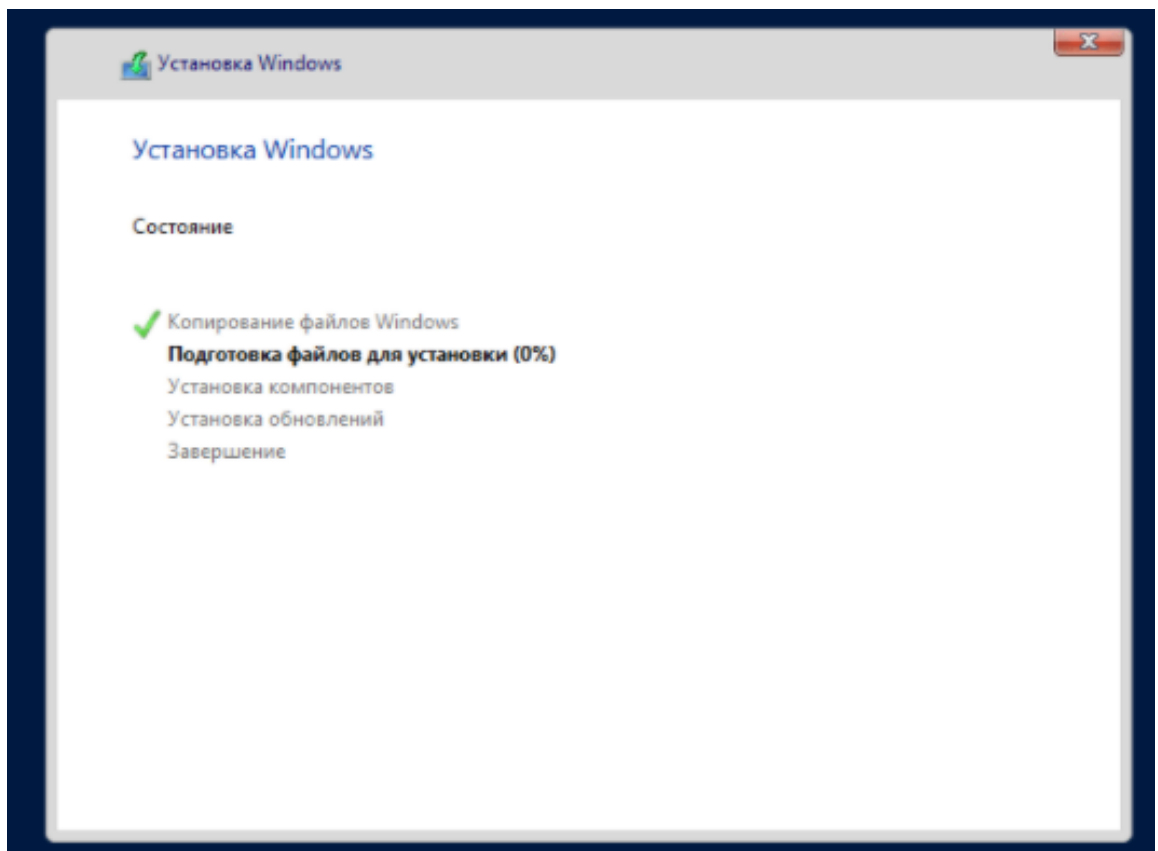 Установка Windows
Установка Windows
Состояние
Копирование файлов Windows
Подготовка файлов для установки (0%)
Установка компонентов
Установка обновлений
Завершение